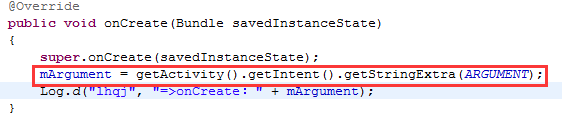 @Override
public void onCreate(Bundle savedInstanceState)
{
super.onCreate(savedInstanceState);
mArgument = getActivity().getIntent().getStringExtra(ARGUMENT);
Log.d("lhqj", "=>onCreate: " + mArgument);
}